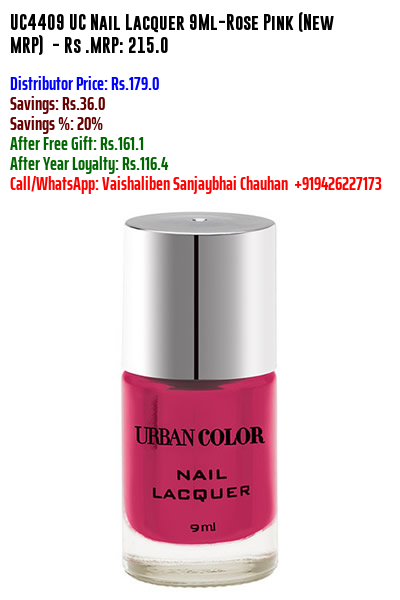 UC4409 UC Nail Lacquer 9Ml-Rose Pink (New
MRP) - Rs .MRP: 215.0
Distributor Price: Rs.179.0
Savings: Rs.36.0
Savings %: 20%
After Free Gift: Rs.161.1
After Year Loyalty: Rs.116.4
Call/WhatsApp: Vaishaliben Sanjaybhai Chauhan +919426227173
URBAN COLOR
NAIL
LACQUER
9ml